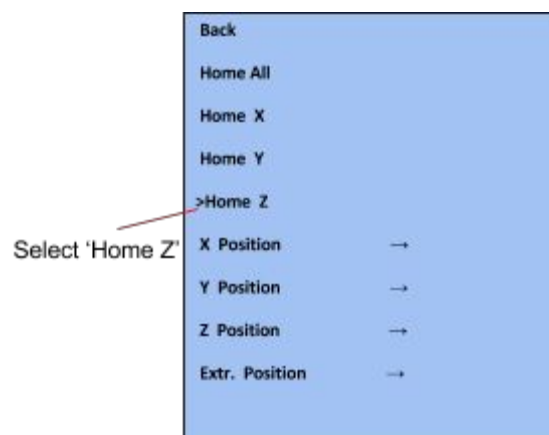 Back
Home All
Home X
Home Y
>Home Z
Select ‘Home Z’
X Position →
Y Position →
Z Position →
Extr. Position →